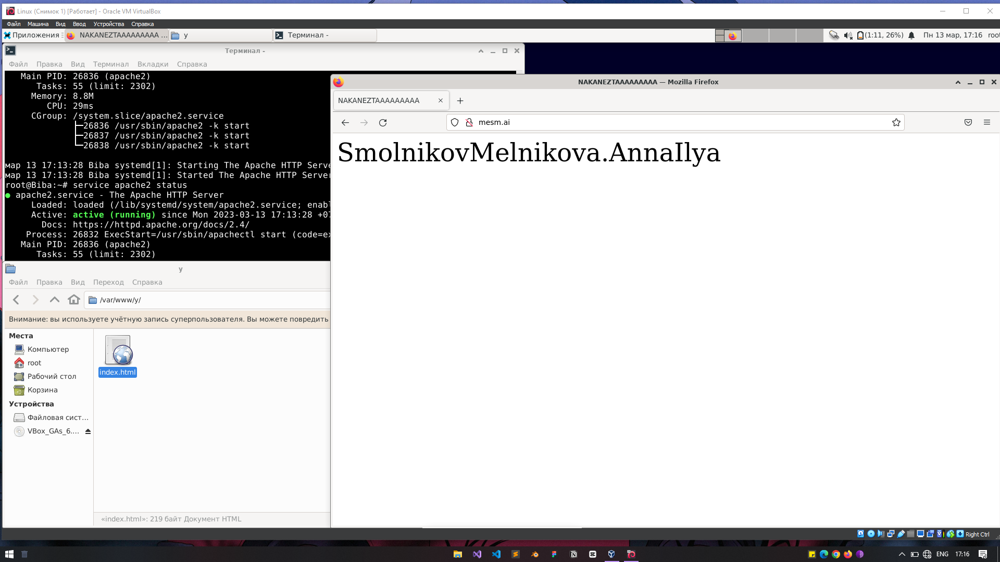 Linux (Снимок 1) [Работает] - Oracle VM VirtualBox
Файл Машина Вид Ввод Устройства Справка
Приложения NAKANEZTAAAAAAAAA ... y Терминал - (1:11, 26%) Пн 13 мар, 17:16 root
Терминал -
Файл Правка Вид Терминал Вкладки Справка
Main PID: 26836 (apache2)
Tasks: 55 (limit: 2302)
Memory: 8.8M
CPU: 29ms
CGroup: /system.slice/apache2.service
├─26836 /usr/sbin/apache2 -k start
├─26837 /usr/sbin/apache2 -k start
└─26838 /usr/sbin/apache2 -k start
мар 13 17:13:28 Biba systemd[1]: Starting The Apache HTTP Serve
мар 13 17:13:28 Biba systemd[1]: Started The Apache HTTP Server
root@Biba:~# service apache2 status
● apache2.service - The Apache HTTP Server
Loaded: loaded (/lib/systemd/system/apache2.service; enabl
Active: active (running) since Mon 2023-03-13 17:13:28 +07
Docs: https://httpd.apache.org/docs/2.4/
Process: 26832 ExecStart=/usr/sbin/apachectl start (code=ex
Main PID: 26836 (apache2)
Tasks: 55 (limit: 2302)
y
Файл Правка Вид Переход Справка
/var/www/y/
Внимание: вы используете учётную запись суперпользователя. Вы можете повредить
Места
Компьютер
root
Рабочий стол
Корзина
Устройства
Файловая сист...
VBox_GAs_6....
index.html
«index.html»: 219 байт Документ HTML
NAKANEZTAAAAAAAAA — Mozilla Firefox
NAKANEZTAAAAAAAAA
mesm.ai
SmolnikovMelnikova.AnnaIlya
Right Ctrl
ENG 17:16